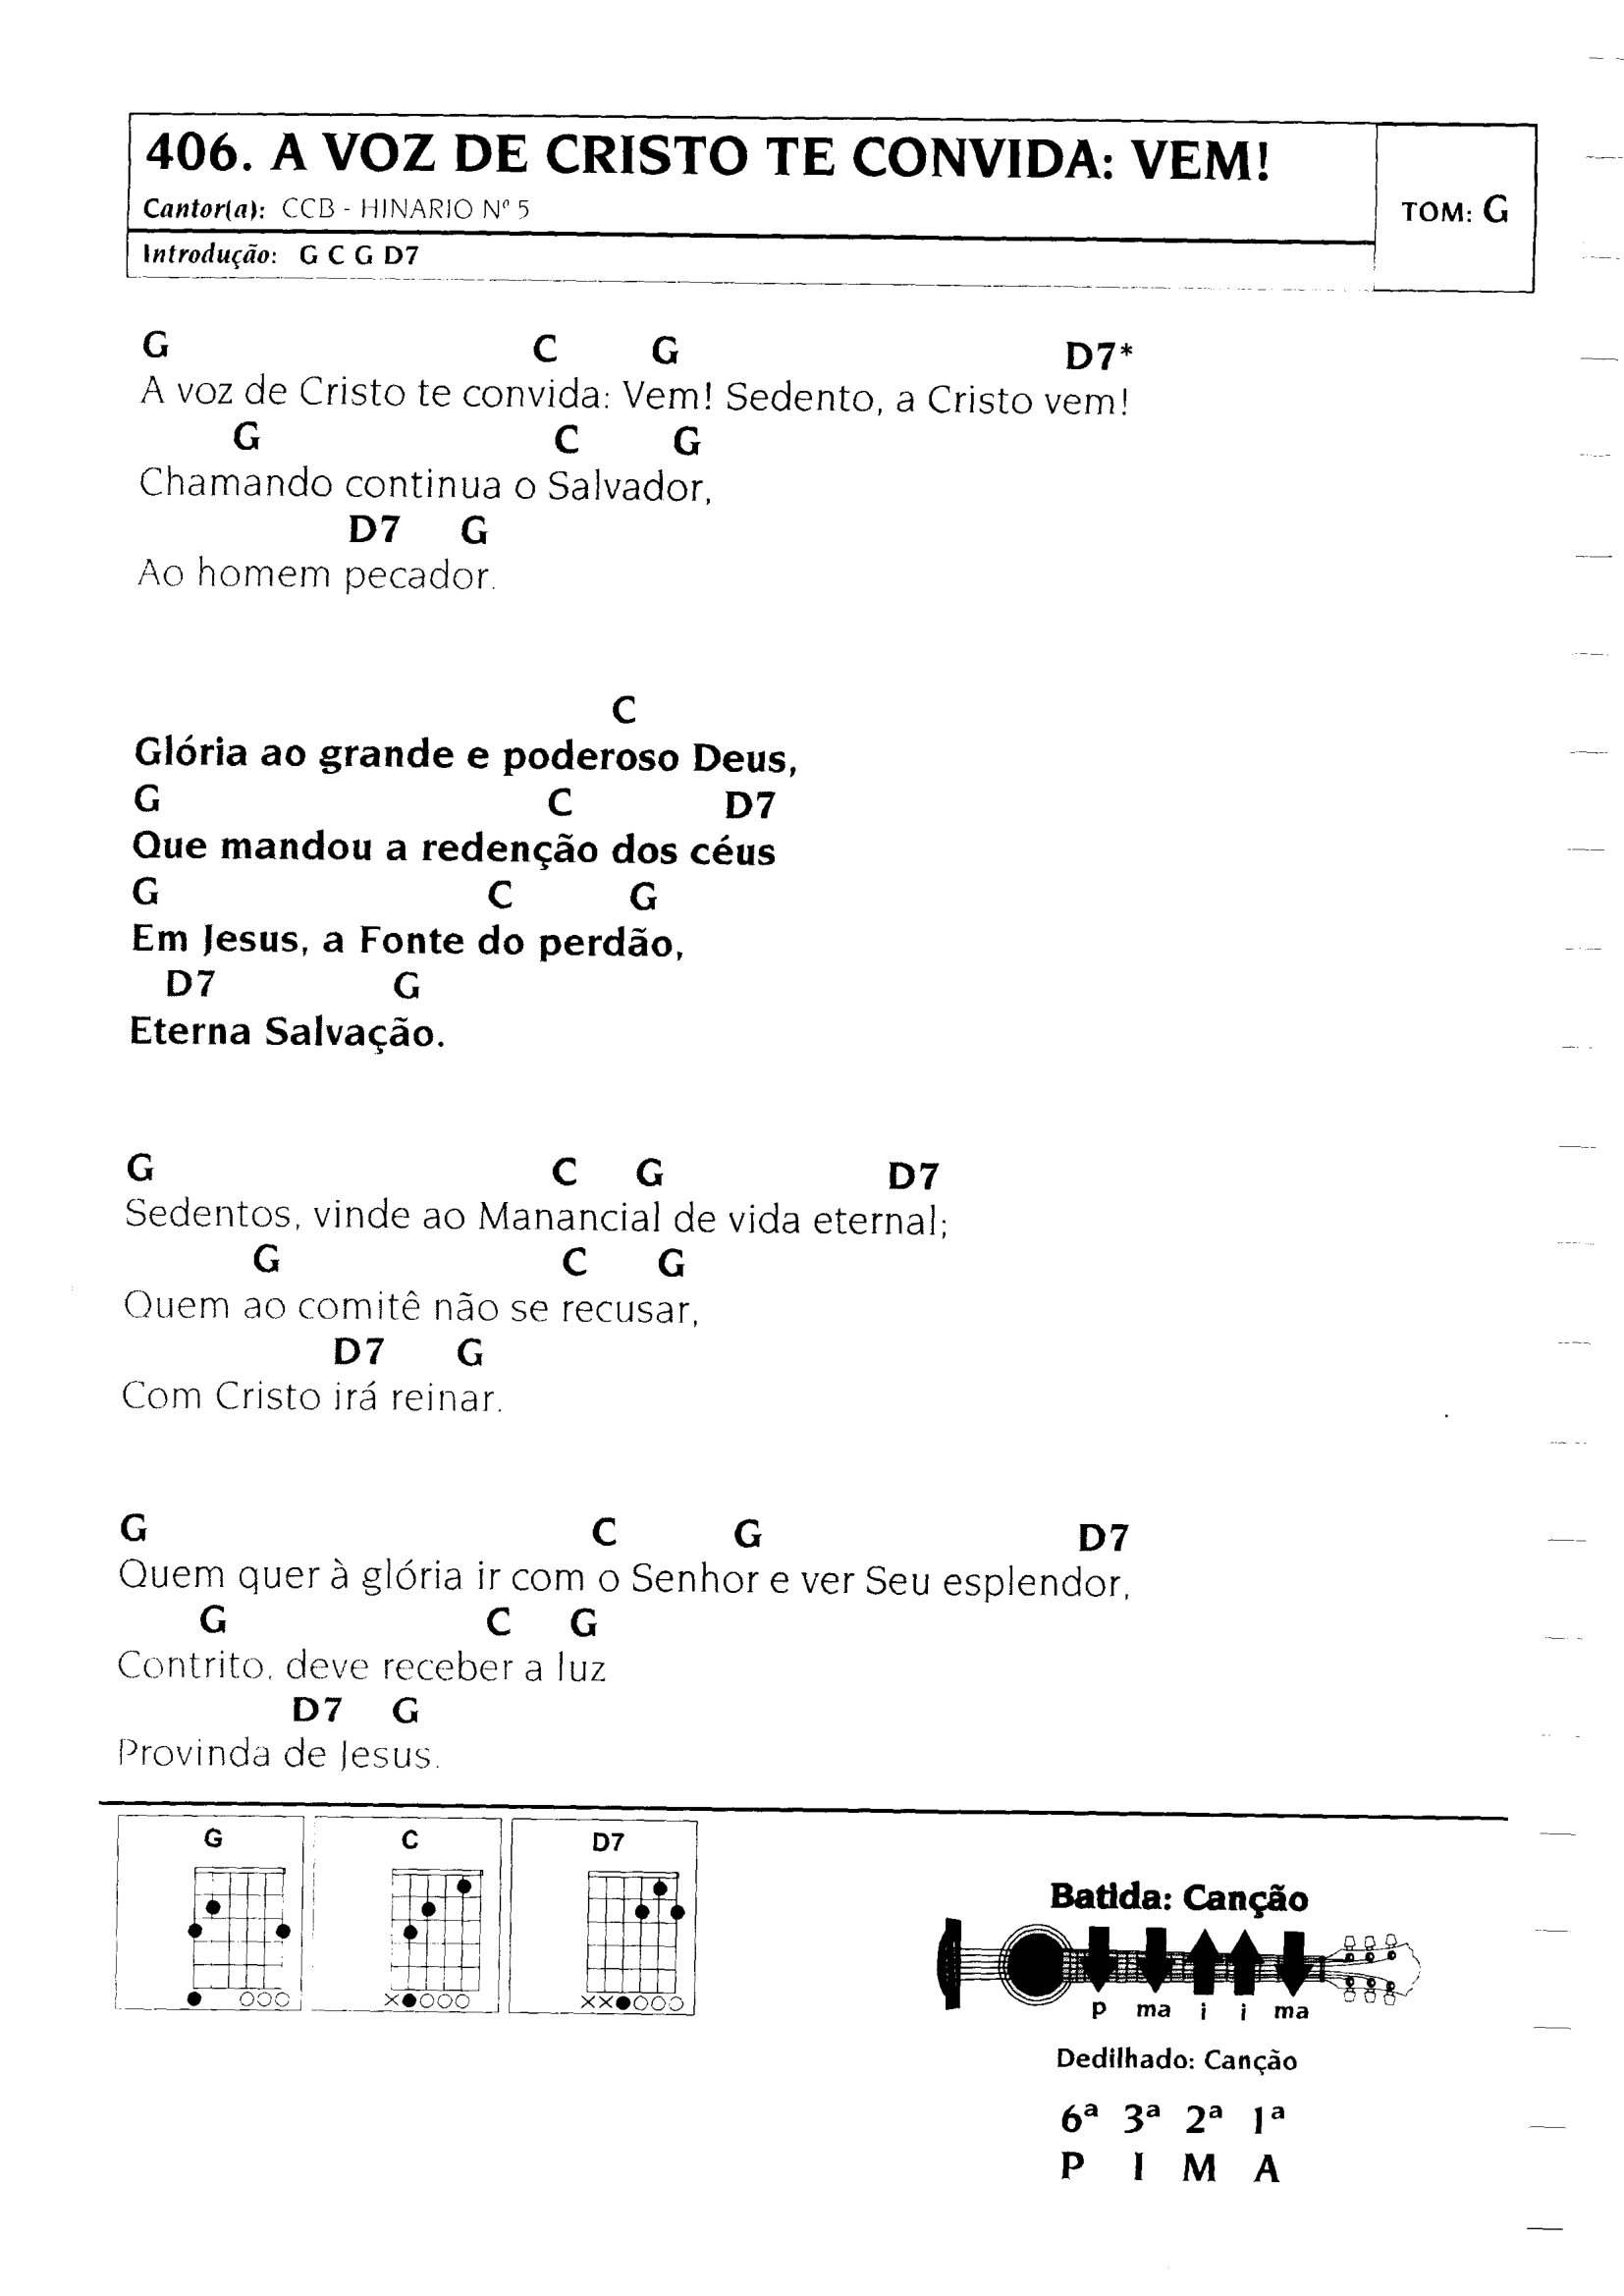 406. A VOZ DE CRISTO TE CONVIDA: VEM!
Cantor(a): CCB - HINARIO Nº 5
TOM: G
Introdução: G C G D7
G C G D7*
A voz de Cristo te convida: Vem! Sedento, a Cristo vem!
G C G
Chamando continua o Salvador,
D7 G
Ao homem pecador.
C
Glória ao grande e poderoso Deus,
G C D7
Que mandou a redenção dos céus
G C G
Em Jesus, a Fonte do perdão,
D7 G
Eterna Salvação.
G C G D7
Sedentos, vinde ao Manancial de vida eternal;
G C G
Quem ao comitê não se recusar,
D7 G
Com Cristo irá reinar.
G C G D7
Quem quer à glória ir com o Senhor e ver Seu esplendor,
G C G
Contrito, deve receber a luz
D7 G
Provinda de Jesus.
G C D7
Batida: Canção
p ma i i ma
Dedilhado: Canção
6ª 3ª 2ª 1ª
P I M A